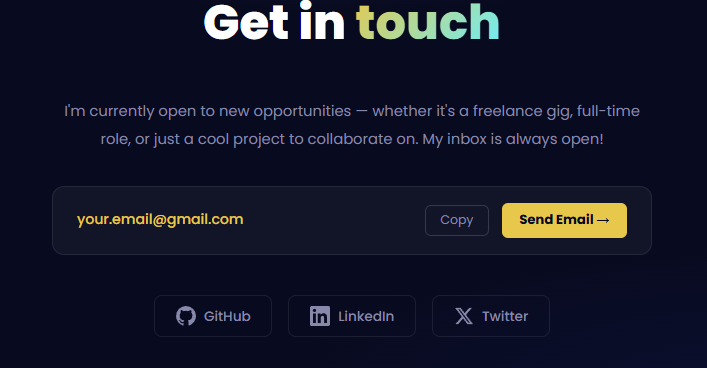 Get in touch
I'm currently open to new opportunities — whether it's a freelance gig, full-time
role, or just a cool project to collaborate on. My inbox is always open!
your.email@gmail.com
Copy
Send Email →
GitHub
LinkedIn
Twitter